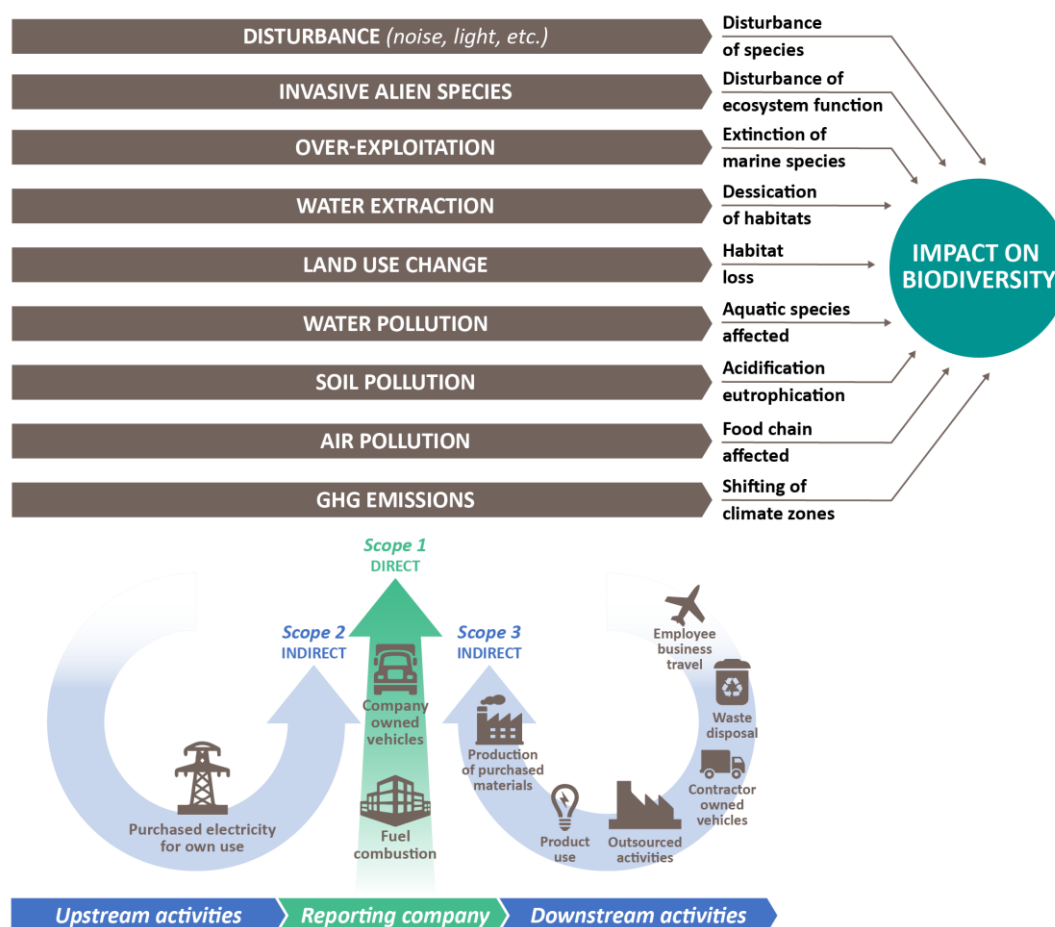 DISTURBANCE (noise, light, etc.)
Disturbance
of species
INVASIVE ALIEN SPECIES
Disturbance of
ecosystem function
OVER-EXPLOITATION
Extinction of
marine species
WATER EXTRACTION
Dessication
of habitats
LAND USE CHANGE
Habitat
loss
IMPACT ON
BIODIVERSITY
WATER POLLUTION
Aquatic species
affected
SOIL POLLUTION
Acidification
eutrophication
AIR POLLUTION
Food chain
affected
GHG EMISSIONS
Shifting of
climate zones
Scope 1
DIRECT
Scope 2
INDIRECT
Scope 3
INDIRECT
Company
owned
vehicles
Fuel
combustion
Purchased electricity
for own use
Employee
business
travel
Waste
disposal
Contractor
owned
vehicles
Production
of purchased
materials
Product
use
Outsourced
activities
Upstream activities
Reporting company
Downstream activities